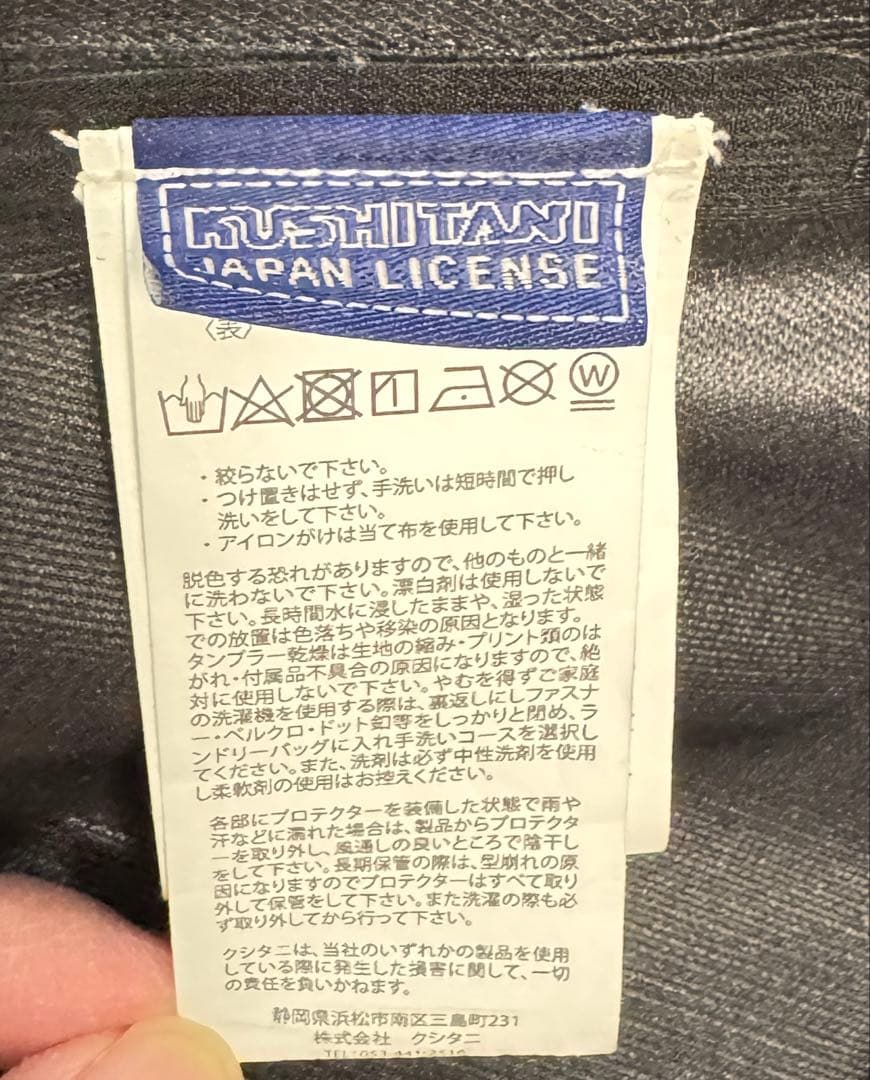 KUSHITANI
JAPAN LICENSE
〈表〉
W
・絞らないで下さい。
・つけ置きはせず、手洗いは短時間で押し
洗いをして下さい。
・アイロンがけは当て布を使用して下さい。
脱色する恐れがありますので、他のものと一緒
に洗わないで下さい。漂白剤は使用しないで
下さい。長時間水に浸したままや、湿った状態
での放置は色落ちや移染の原因となります。
タンブラー乾燥は生地の縮み・プリント類のは
がれ・付属品不具合の原因になりますので、絶
対に使用しないで下さい。やむを得ずご家庭
の洗濯機を使用する際は、裏返しにしファスナ
ー・ベルクロ・ドット釦等をしっかりと閉め、ラ
ンドリーバッグに入れ手洗いコースを選択し
てください。また、洗剤は必ず中性洗剤を使用
し柔軟剤の使用はお控えください。
各部にプロテクターを装備した状態で雨や
汗などに濡れた場合は、製品からプロテクタ
ーを取り外し、風通しの良いところで陰干し
をして下さい。長期保管の際は、型崩れの原
因になりますのでプロテクターはすべて取り
外して保管をして下さい。また洗濯の際も必
ず取り外してから行って下さい。
クシタニは、当社のいずれかの製品を使用
している際に発生した損害に関して、一切
の責任を負いかねます。
静岡県浜松市南区三島町231
株式会社 クシタニ
TEL:053-441-2516